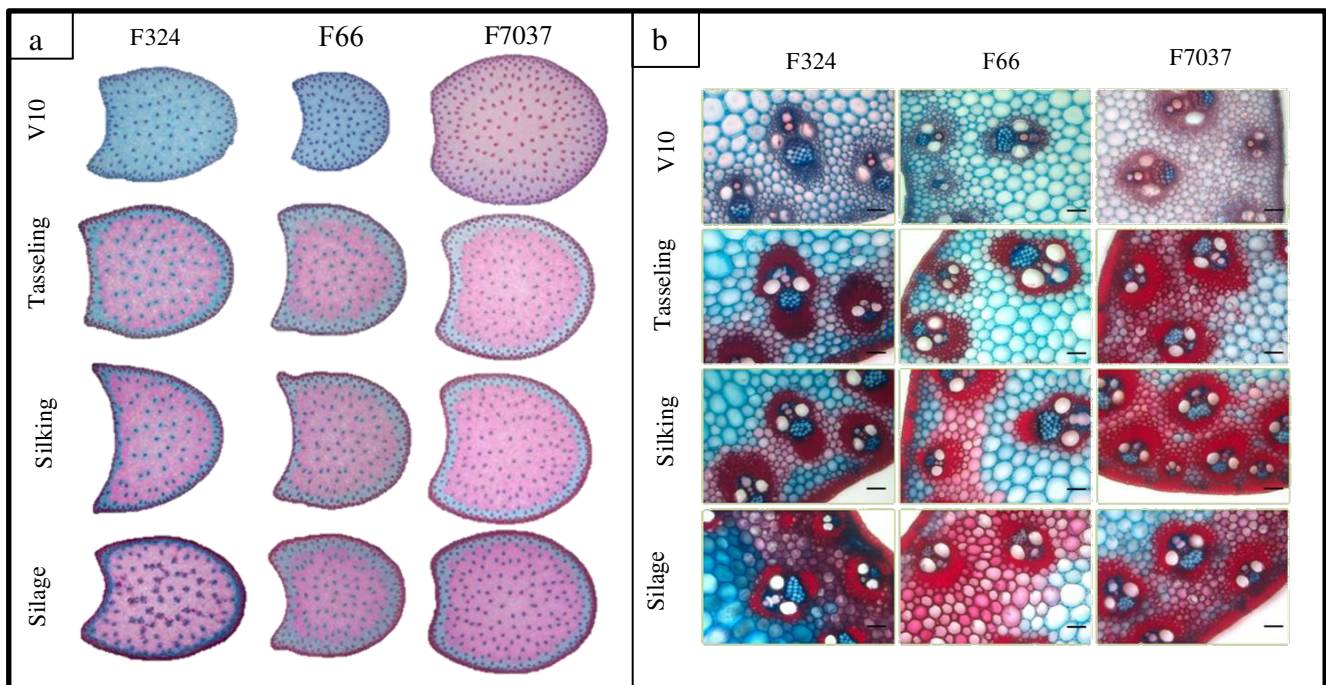 a
F324 F66 F7037
V10
Tasseling
Silking
Silage
b
F324 F66 F7037
V10
Tasseling
Silking
Silage